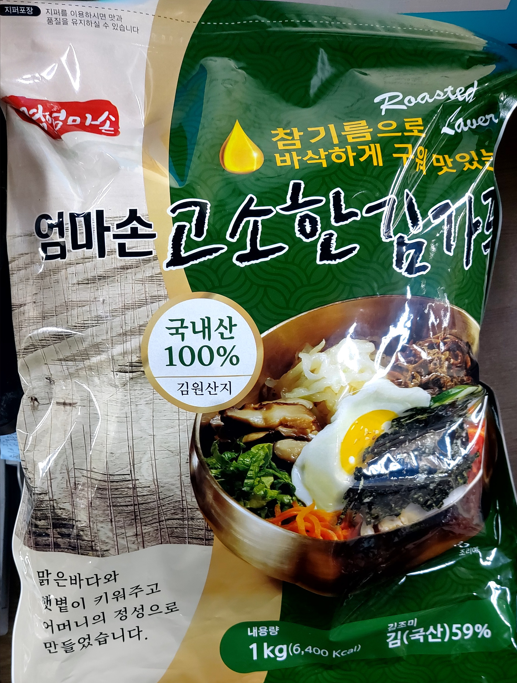 지퍼포장
지퍼를 이용하시면 맛과
품질을 유지하실 수 있습니다
엄마손
Roasted
Laver
참기름으로
바삭하게 구워 맛있는
엄마손 고소한 김가루
국내산
100%
김원산지
맑은바다와
햇볕이 키워주고
어머니의 정성으로
만들었습니다.
조리예
내용량
1kg(6,400 Kcal)
김조미
김(국산)59%